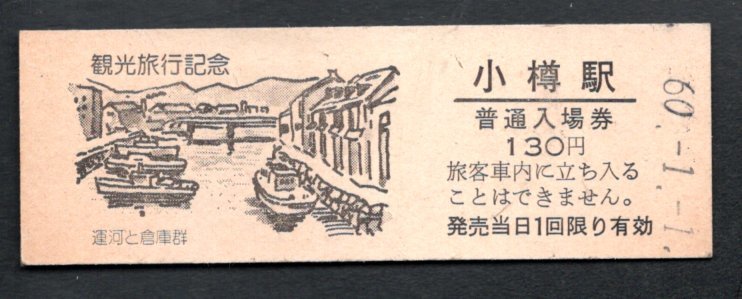 観光旅行記念
運河と倉庫群
小樽駅
普通入場券
130円
旅客車内に立ち入る
ことはできません。
発売当日1回限り有効
60.-1.-1.